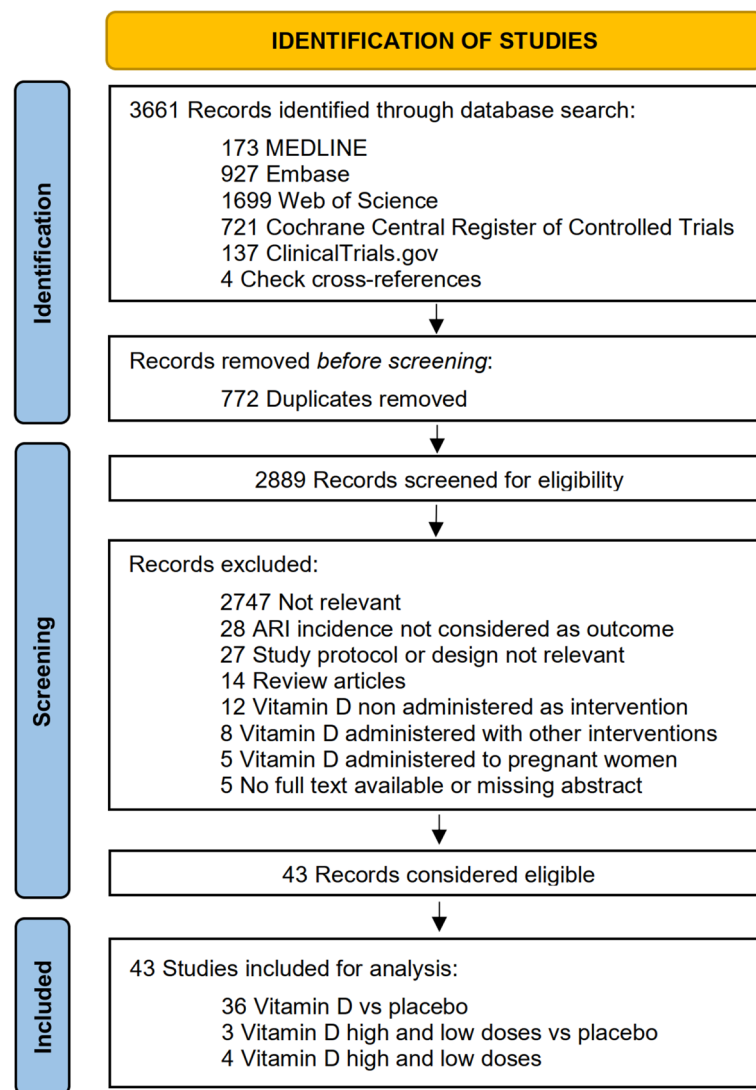 IDENTIFICATION OF STUDIES
Identification
3661 Records identified through database search:
173 MEDLINE
927 Embase
1699 Web of Science
721 Cochrane Central Register of Controlled Trials
137 ClinicalTrials.gov
4 Check cross-references
Records removed before screening:
772 Duplicates removed
Screening
2889 Records screened for eligibility
Records excluded:
2747 Not relevant
28 ARI incidence not considered as outcome
27 Study protocol or design not relevant
14 Review articles
12 Vitamin D non administered as intervention
8 Vitamin D administered with other interventions
5 Vitamin D administered to pregnant women
5 No full text available or missing abstract
43 Records considered eligible
Included
43 Studies included for analysis:
36 Vitamin D vs placebo
3 Vitamin D high and low doses vs placebo
4 Vitamin D high and low doses